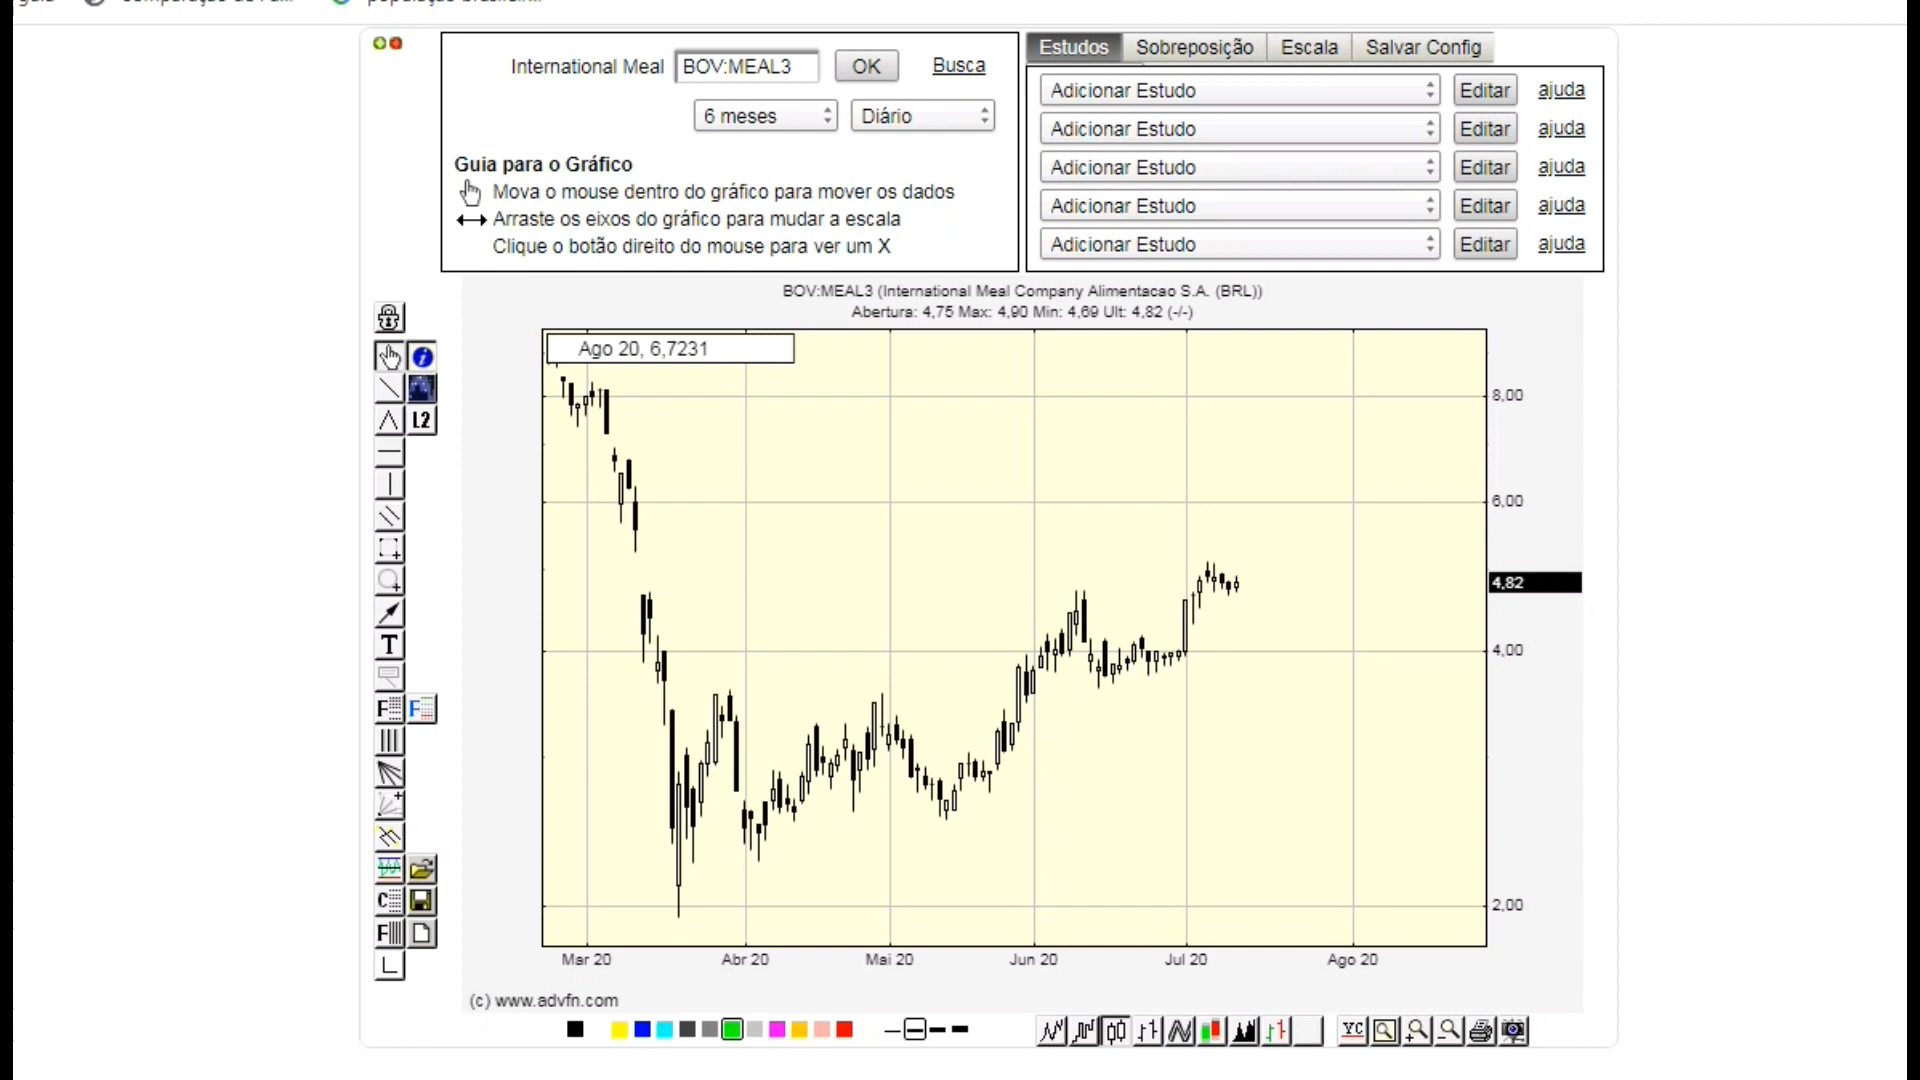 International Meal BOV:MEAL3 OK Busca
6 meses Diário
Guia para o Gráfico
Mova o mouse dentro do gráfico para mover os dados
Arraste os eixos do gráfico para mudar a escala
Clique o botão direito do mouse para ver um X
Estudos Sobreposição Escala Salvar Config
Adicionar Estudo Editar ajuda
Adicionar Estudo Editar ajuda
Adicionar Estudo Editar ajuda
Adicionar Estudo Editar ajuda
Adicionar Estudo Editar ajuda
BOV:MEAL3 (International Meal Company Alimentacao S.A. (BRL))
Abertura: 4,75 Max: 4,90 Min: 4,69 Ult: 4,82 (-/-)
Ago 20, 6,7231
8,00
6,00
4,82
4,00
2,00
Mar 20 Abr 20 Mai 20 Jun 20 Jul 20 Ago 20
(c) www.advfn.com
L2
T
F F
C
F
YC